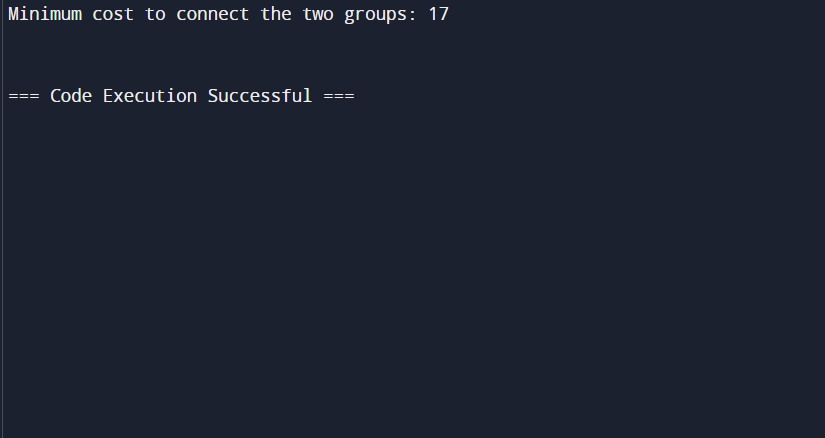 Minimum cost to connect the two groups: 17
=== Code Execution Successful ===